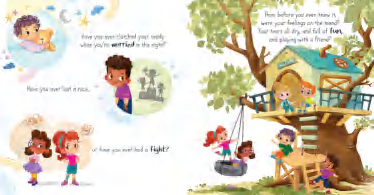 Have you ever clutched your teddy
when you're worried in the night?
Have you ever lost a race,
or have you ever had a fight?
Then before you ever knew it,
were your feelings on the mend?
Your tears all dry, and full of fun,
and playing with a friend?